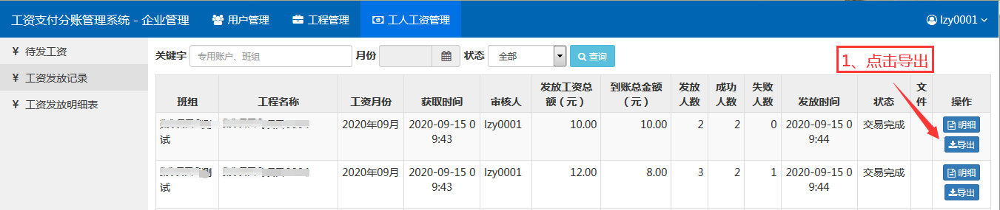 工资支付分账管理系统 - 企业管理 用户管理 工程管理 工人工资管理 lzy0001
¥ 待发工资
¥ 工资发放记录
¥ 工资发放明细表
关键字 专用账户、班组 月份 状态 全部 查询
1、点击导出
班组 工程名称 工资月份 获取时间 审核人 发放工资总额（元） 到账总金额（元） 发放人数 成功人数 失败人数 发放时间 状态 文件 操作
测试 2020年09月 2020-09-15 09:43 lzy0001 10.00 10.00 2 2 0 2020-09-15 09:44 交易完成 明细
导出
测试 2020年09月 2020-09-15 09:43 lzy0001 12.00 8.00 3 2 1 2020-09-15 09:44 交易完成 明细
导出